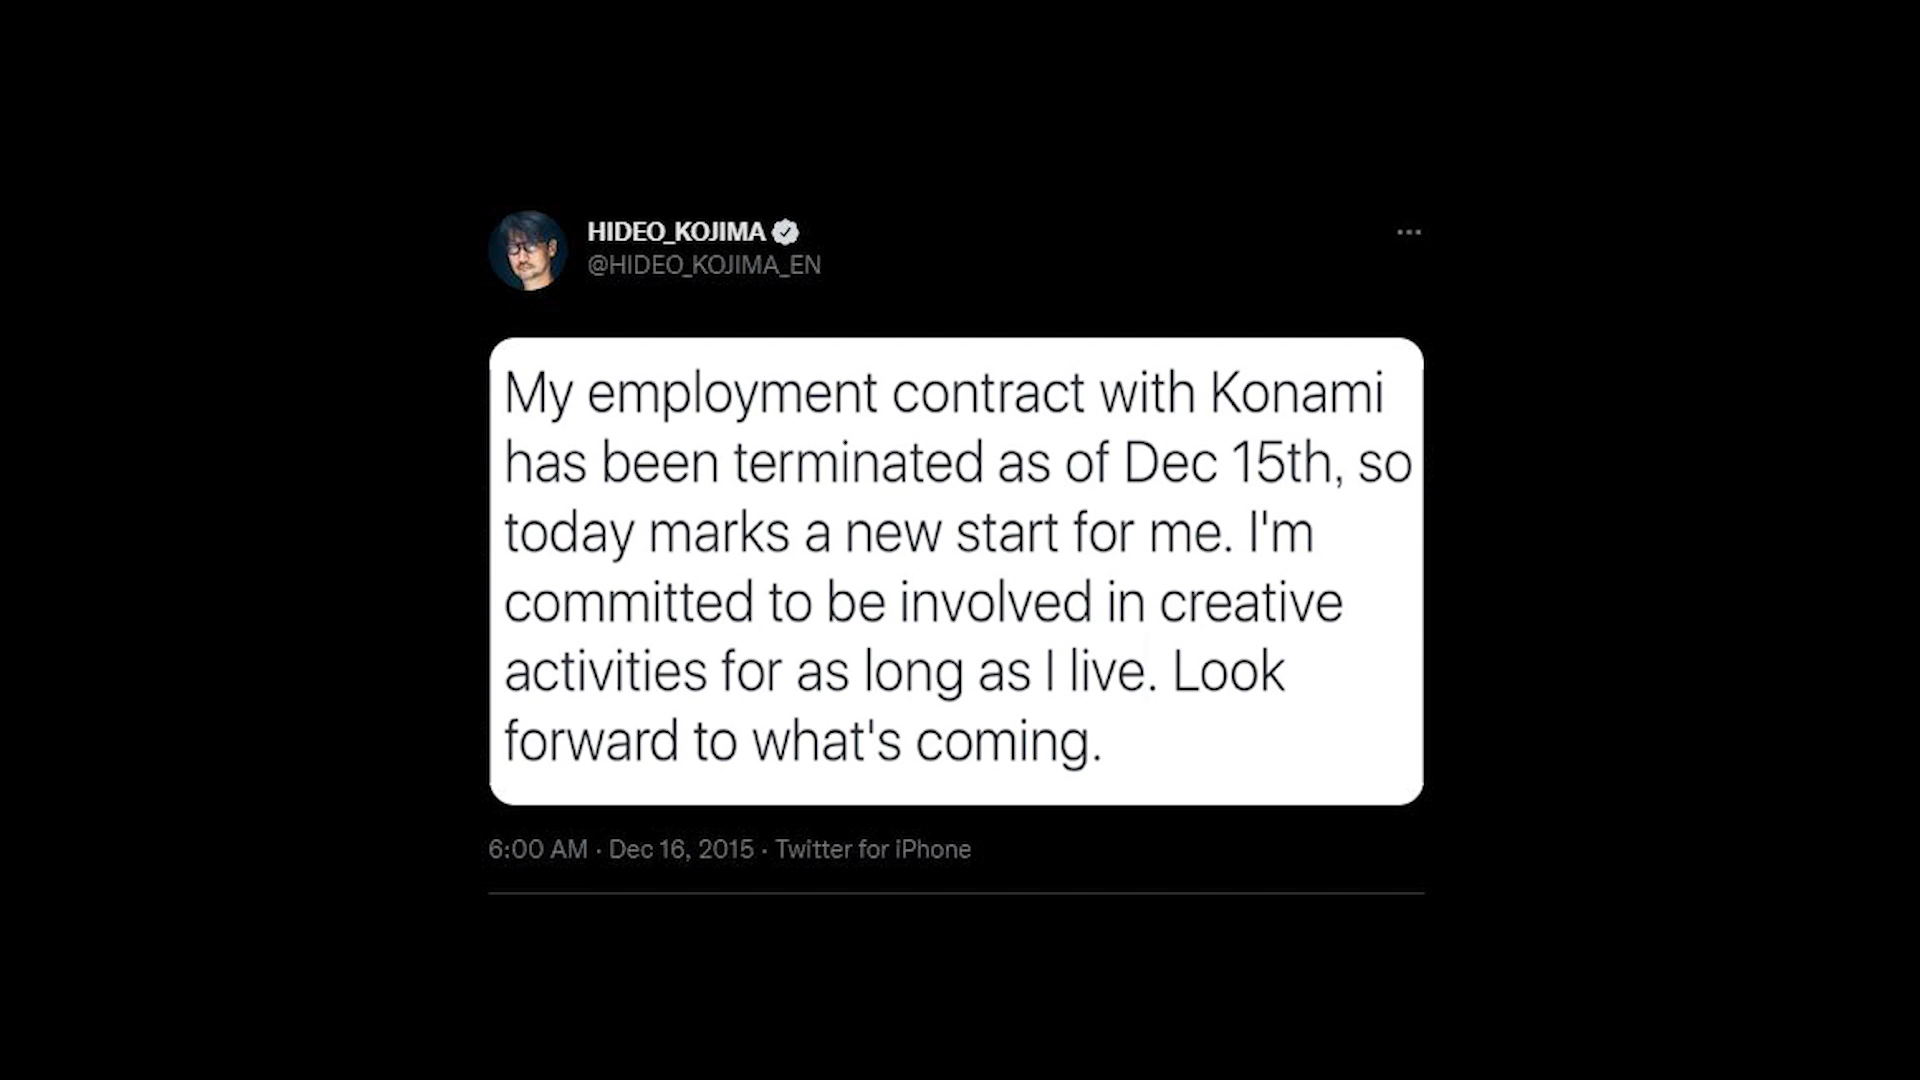 HIDEO_KOJIMA
@HIDEO_KOJIMA_EN
My employment contract with Konami
has been terminated as of Dec 15th, so
today marks a new start for me. I'm
committed to be involved in creative
activities for as long as I live. Look
forward to what's coming.
6:00 AM · Dec 16, 2015 · Twitter for iPhone